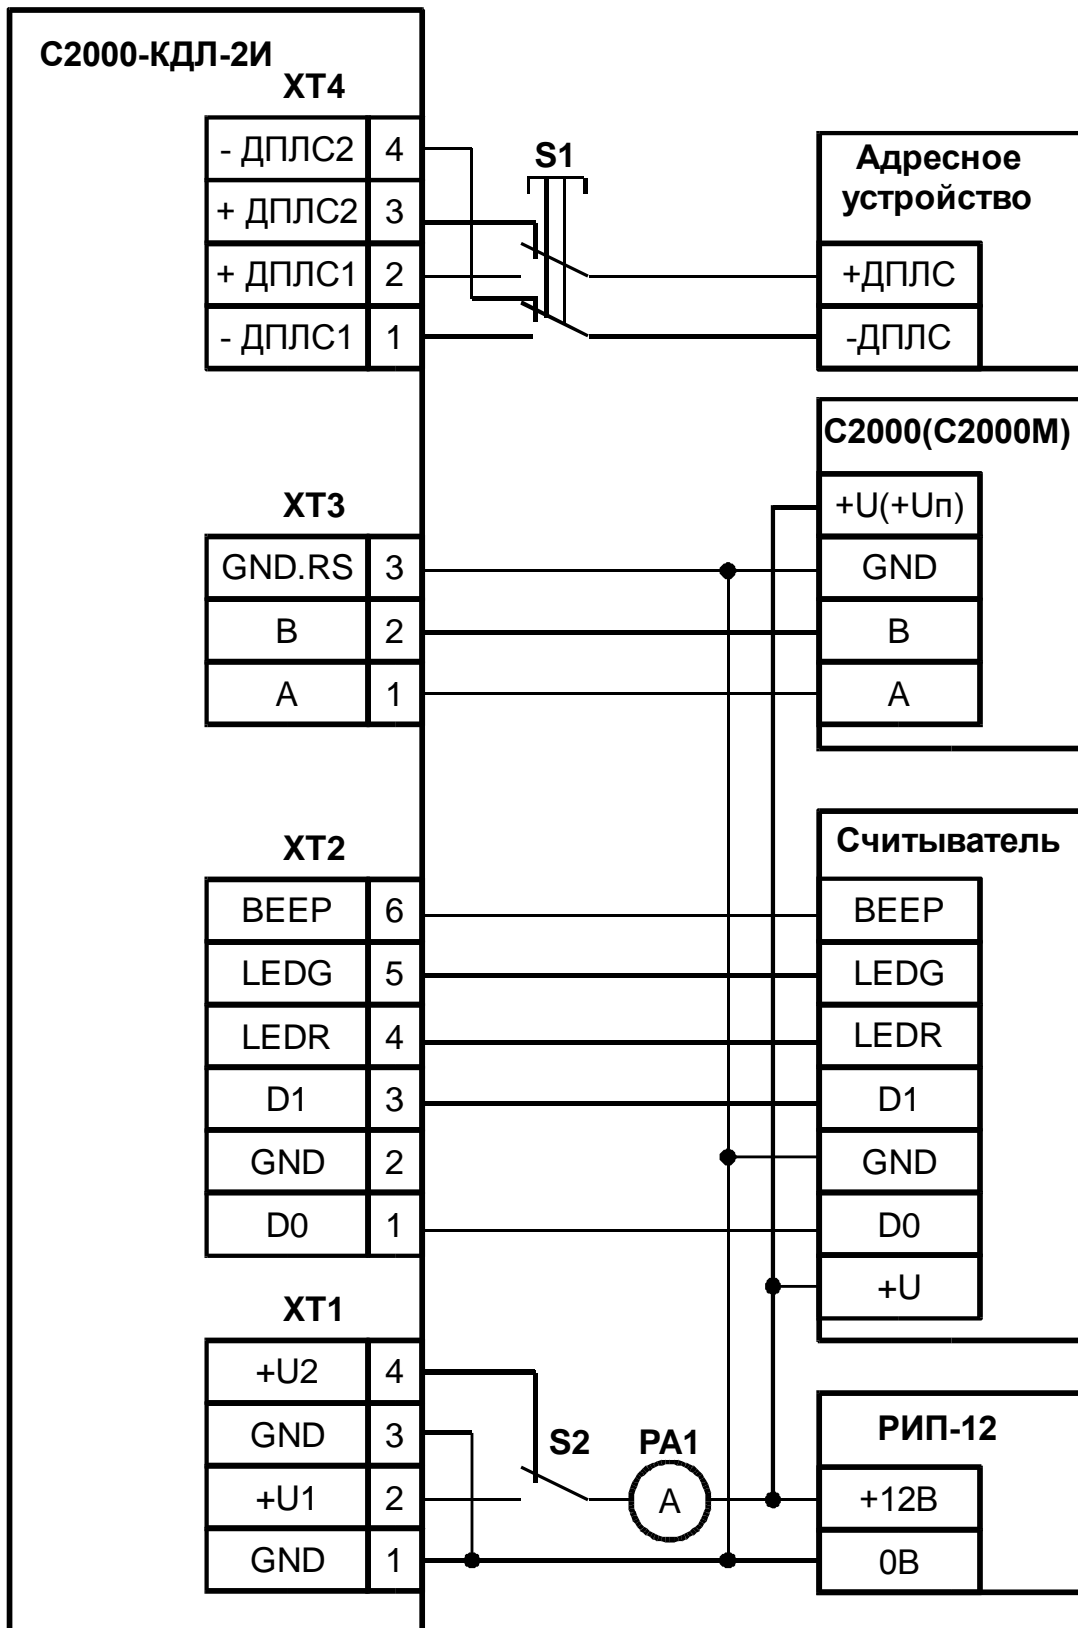 С2000-КДЛ-2И
XT4
- ДПЛС2 4
+ ДПЛС2 3
+ ДПЛС1 2
- ДПЛС1 1
S1
Адресное
устройство
+ДПЛС
-ДПЛС
С2000(С2000М)
XT3
GND.RS 3
B 2
A 1
+U(+Uп)
GND
B
A
XT2
BEEP 6
LEDG 5
LEDR 4
D1 3
GND 2
D0 1
Считыватель
BEEP
LEDG
LEDR
D1
GND
D0
+U
XT1
+U2 4
GND 3
+U1 2
GND 1
S2
PA1
A
РИП-12
+12В
0В